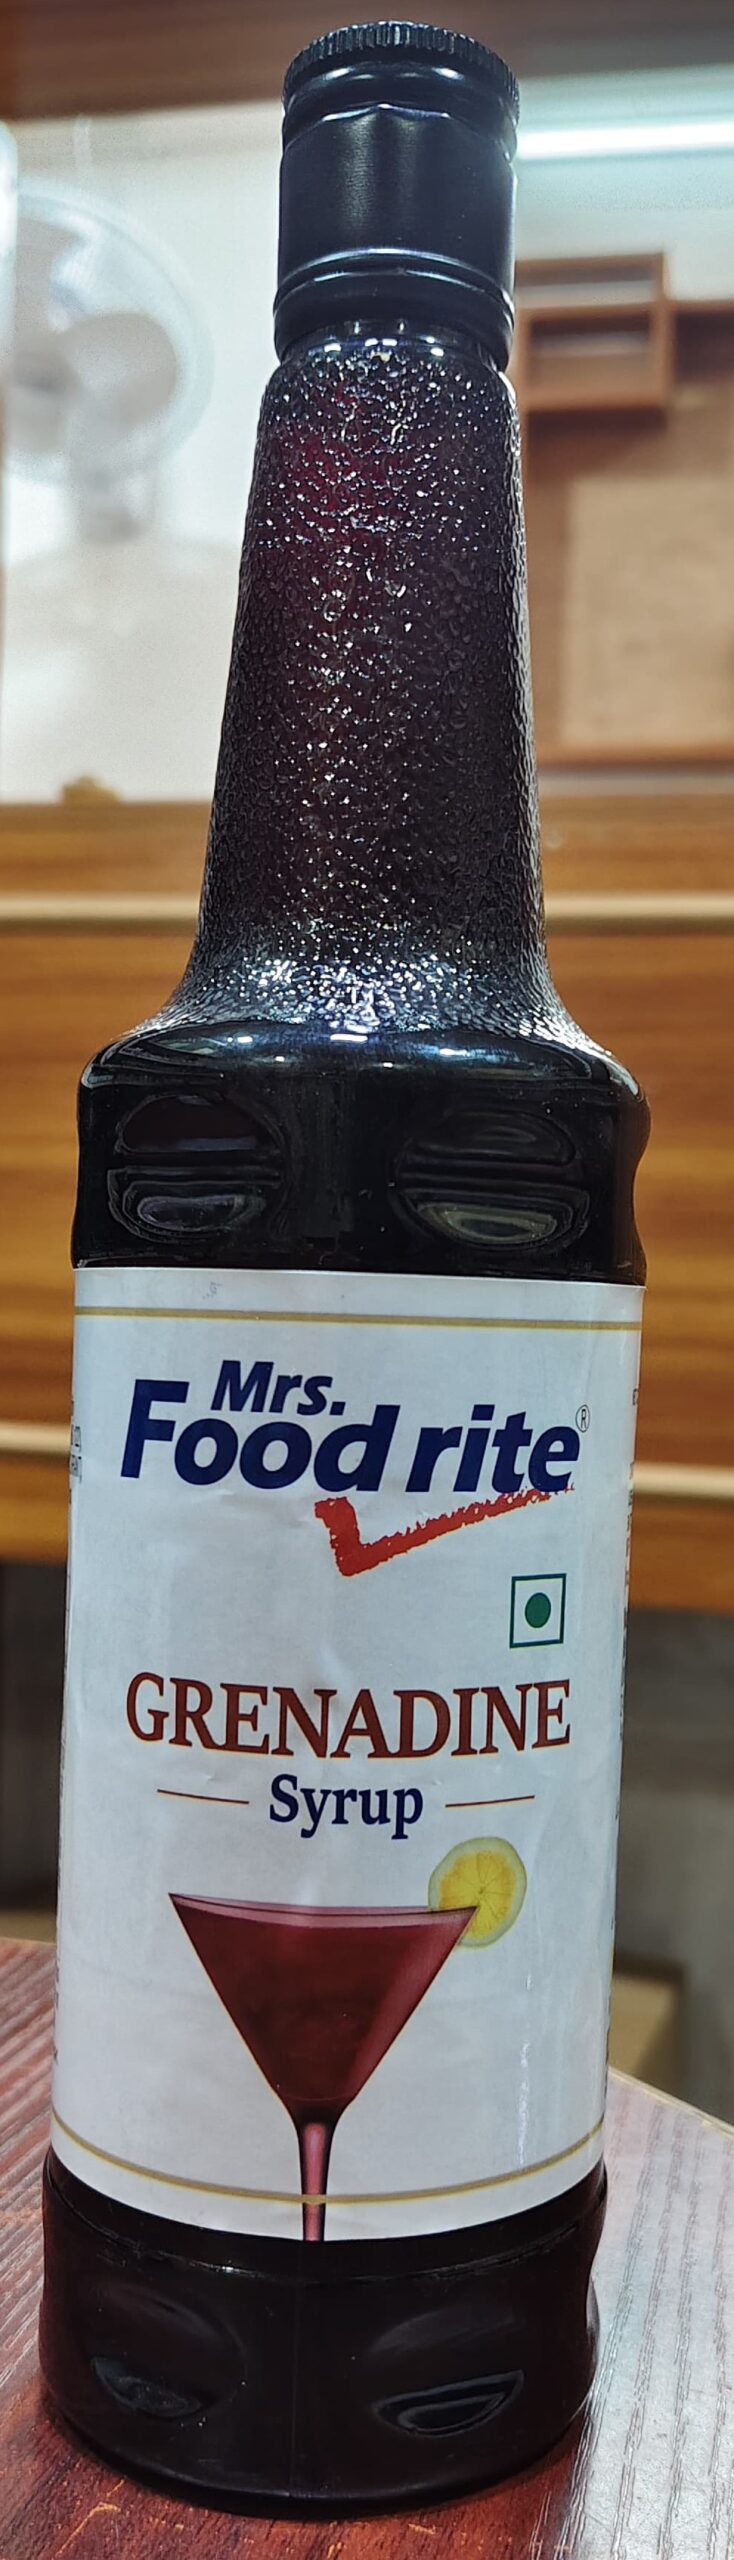 Mrs.
Food rite®
GRENADINE
Syrup